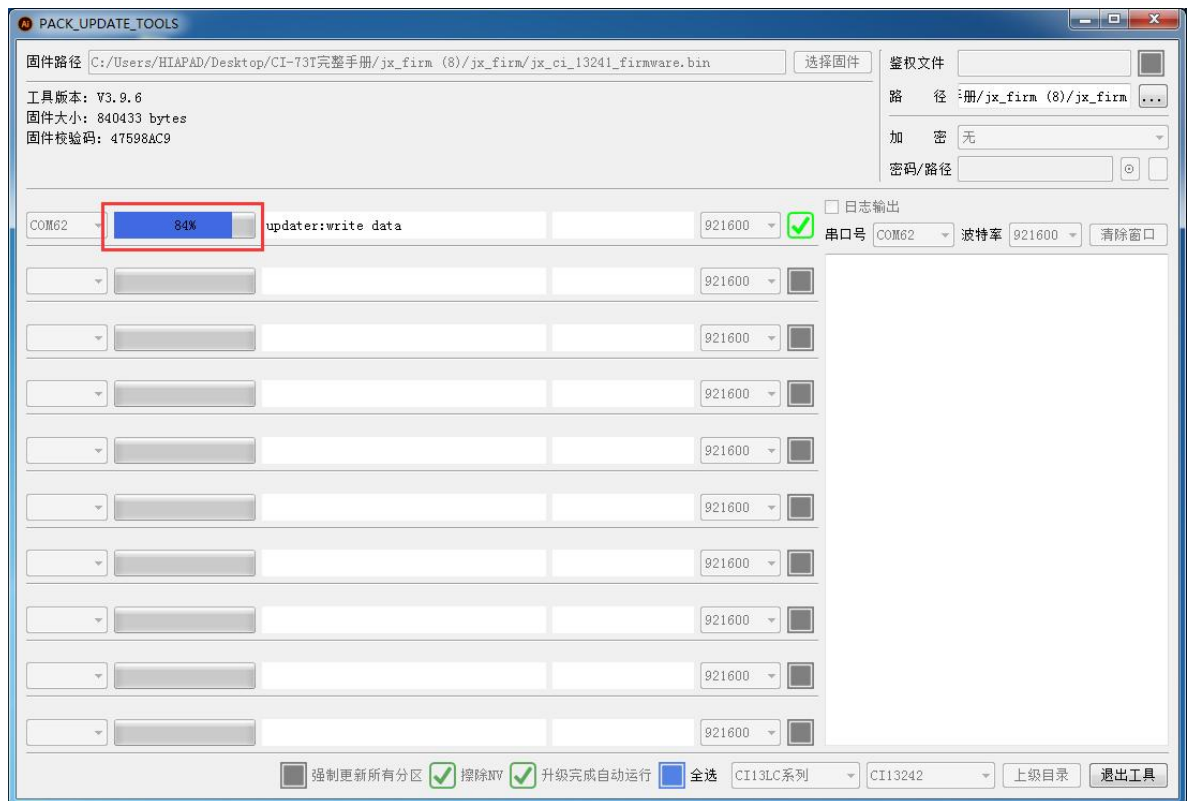 PACK_UPDATE_TOOLS
固件路径 C:/Users/HIAPAD/Desktop/CI-73T完整手册/jx_firm (8)/jx_firm/jx_ci_13241_firmware.bin 选择固件
工具版本: V3.9.6
固件大小: 840433 bytes
固件校验码: 47598AC9
鉴权文件
路 径 手册/jx_firm (8)/jx_firm ...
加 密 无
密码/路径
COM62 84% updater:write data 921600
921600
921600
921600
921600
921600
921600
921600
921600
921600
日志输出
串口号 COM62 波特率 921600 清除窗口
强制更新所有分区 擦除NV 升级完成自动运行 全选 CI13LC系列 CI13242 上级目录 退出工具